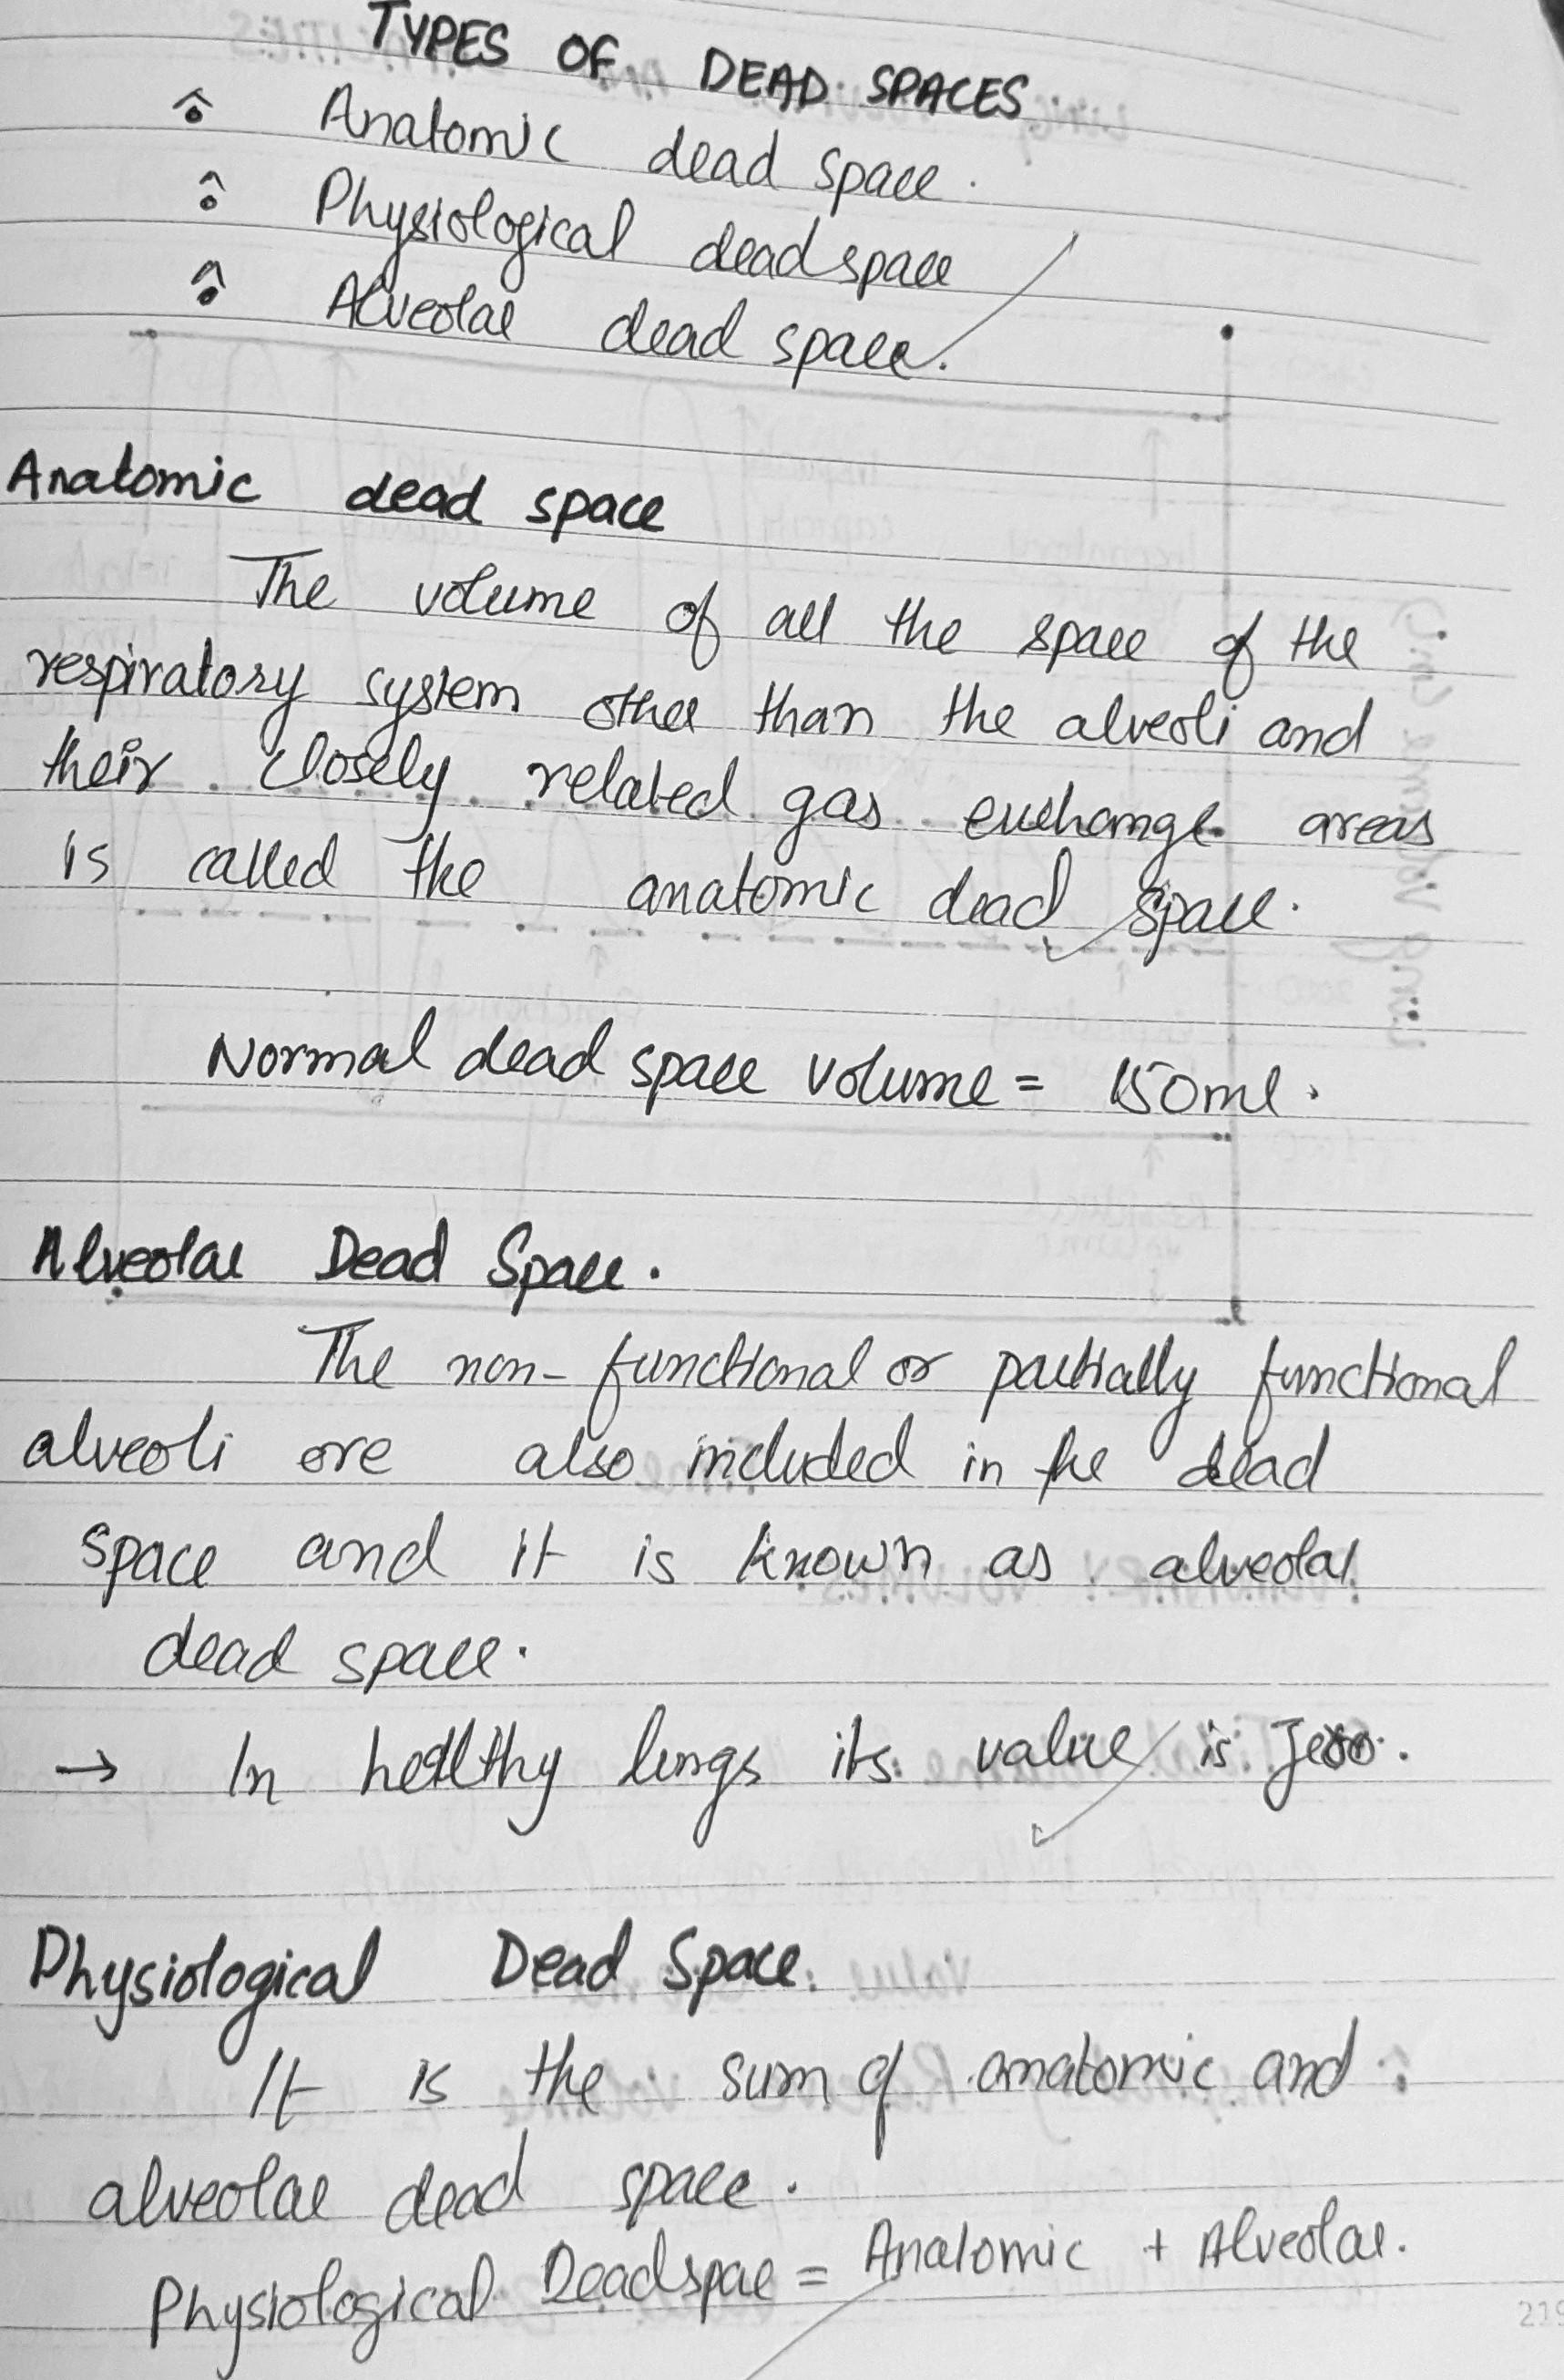 TYPES OF DEAD SPACES
Anatomic dead space.
Physiological dead space
Alveolar dead space.
Anatomic dead space
The volume of all the space of the
respiratory system other than the alveoli and
their closely related gas exchange areas
is called the anatomic dead space.
Normal dead space volume = 150ml.
Alveolar Dead Space.
The non-functional or partially functional
alveoli are also included in the dead
space and it is known as alveolar
dead space.
→ In healthy lungs its value is zero.
Physiological Dead Space.
It is the sum of anatomic and
alveolar dead space.
Physiological Deadspae = Anatomic + Alveolar.